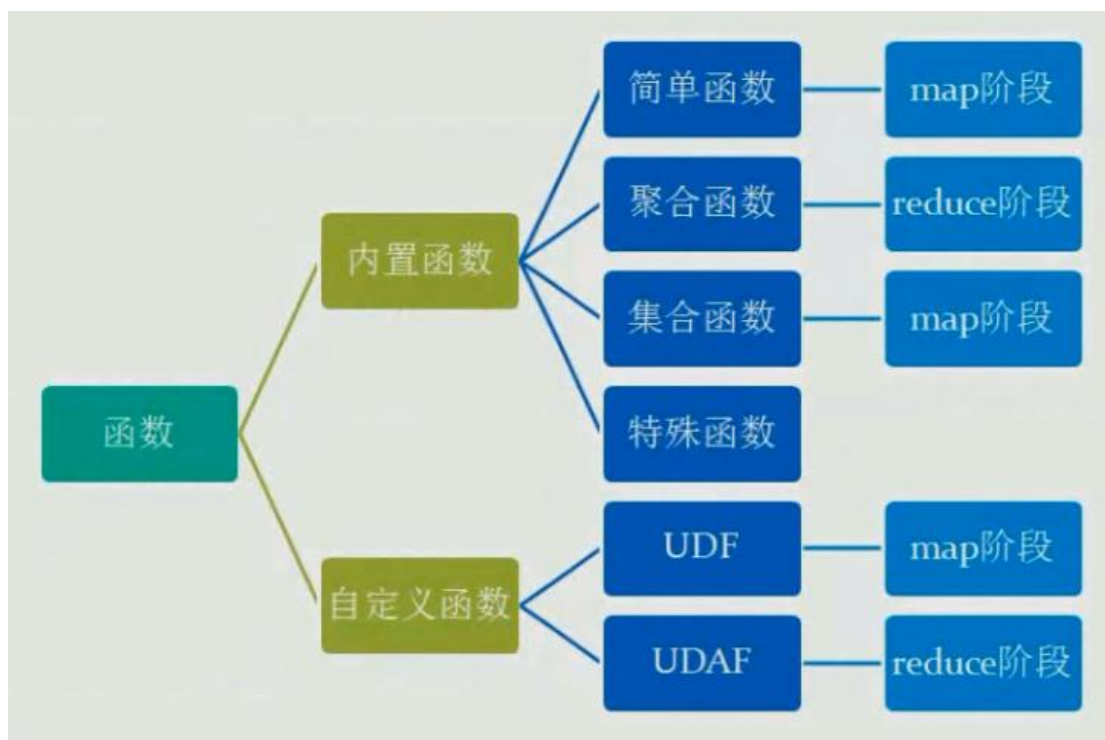 简单函数
map阶段
聚合函数
reduce阶段
内置函数
集合函数
map阶段
函数
特殊函数
UDF
map阶段
自定义函数
UDAF
reduce阶段